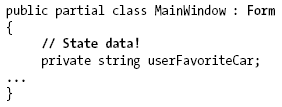 public partial class MainWindow : Form
{
// State data!
private string userFavoriteCar;
...
}